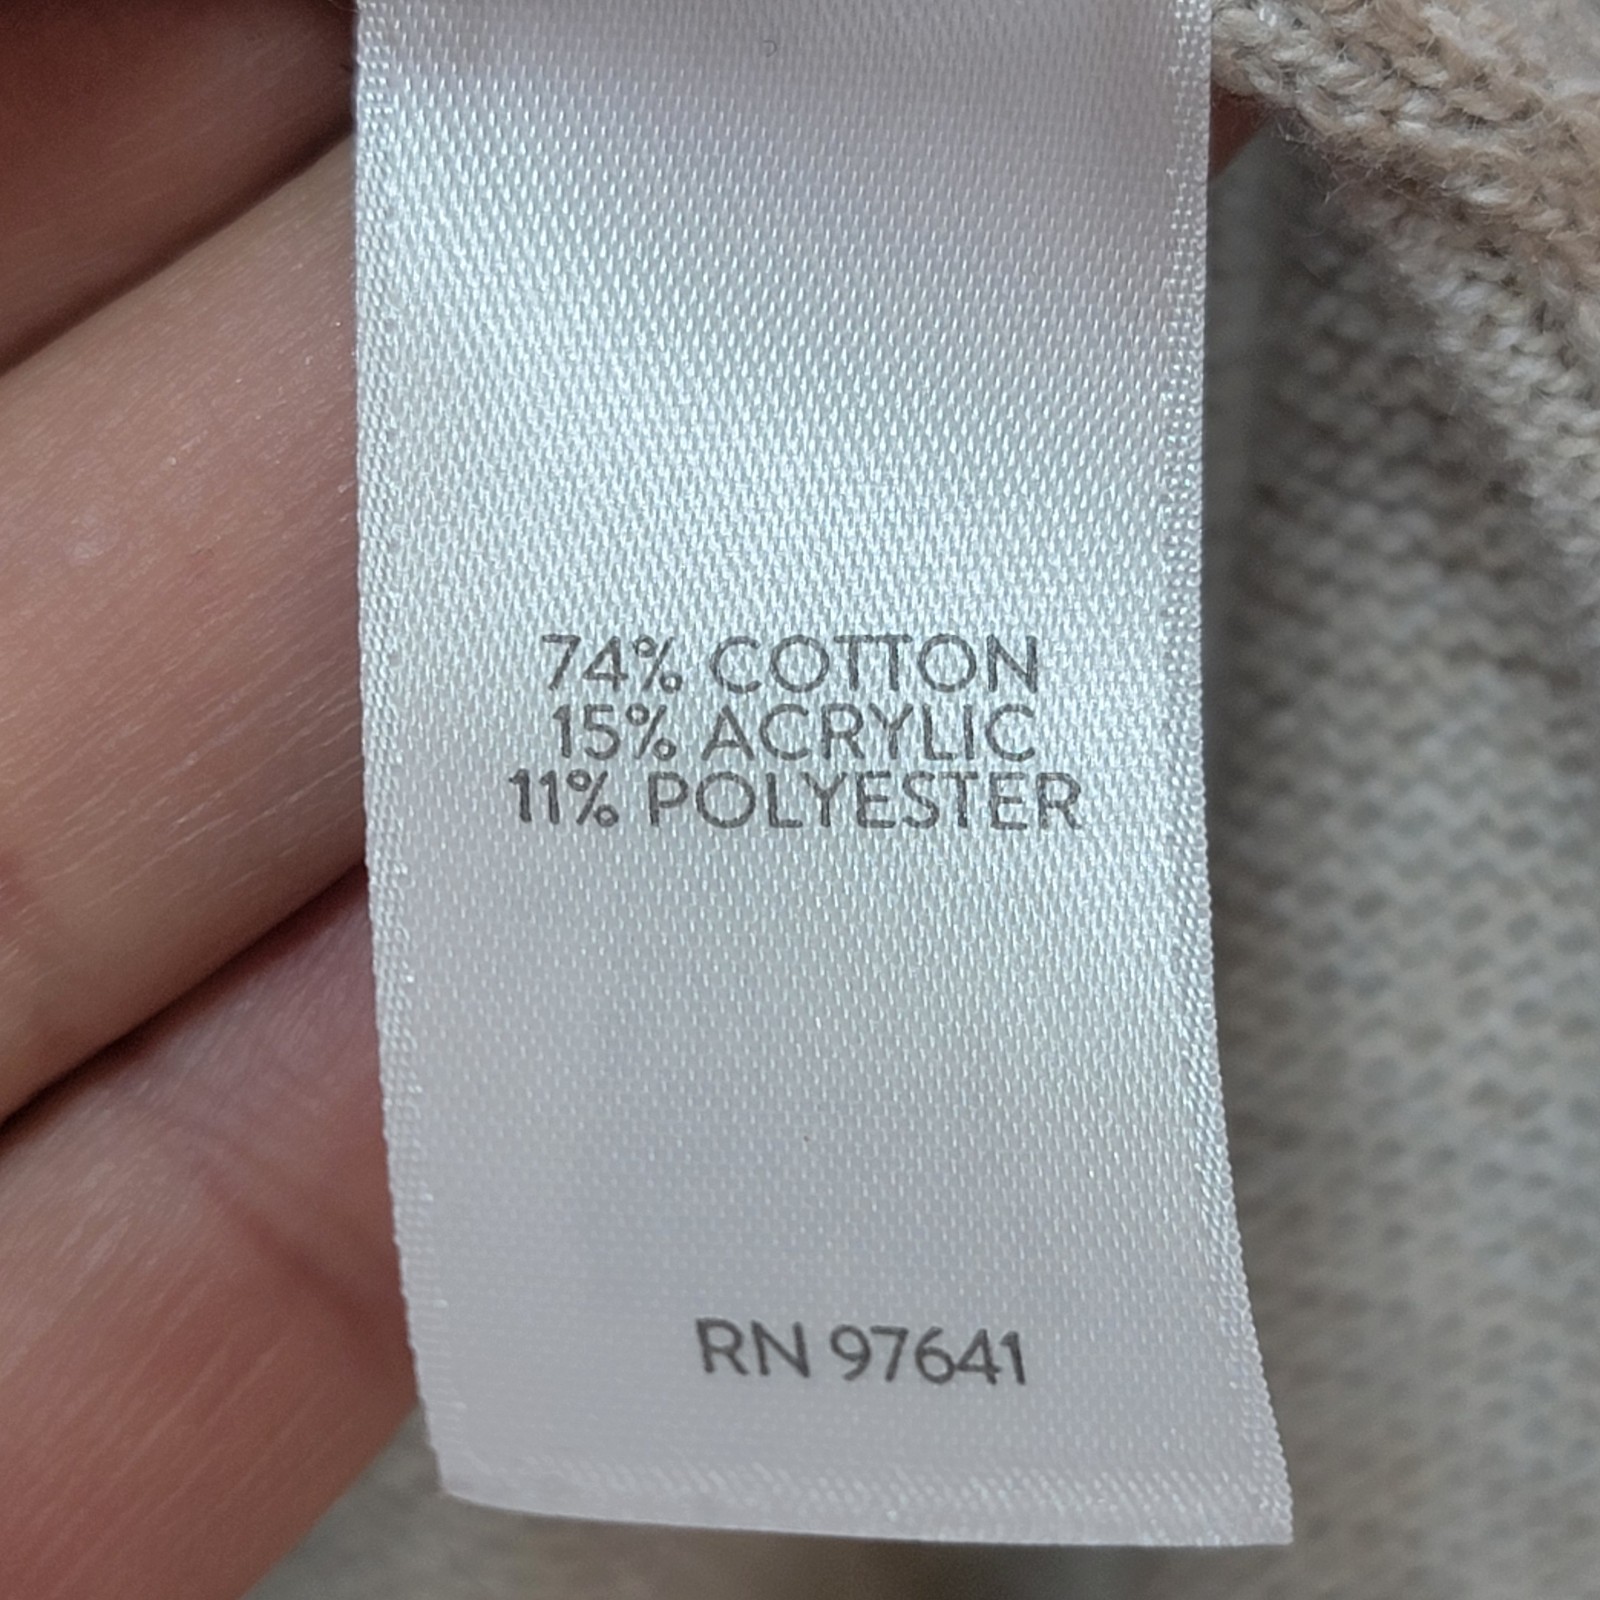 74% COTTON
15% ACRYLIC
11% POLYESTER
RN 97641